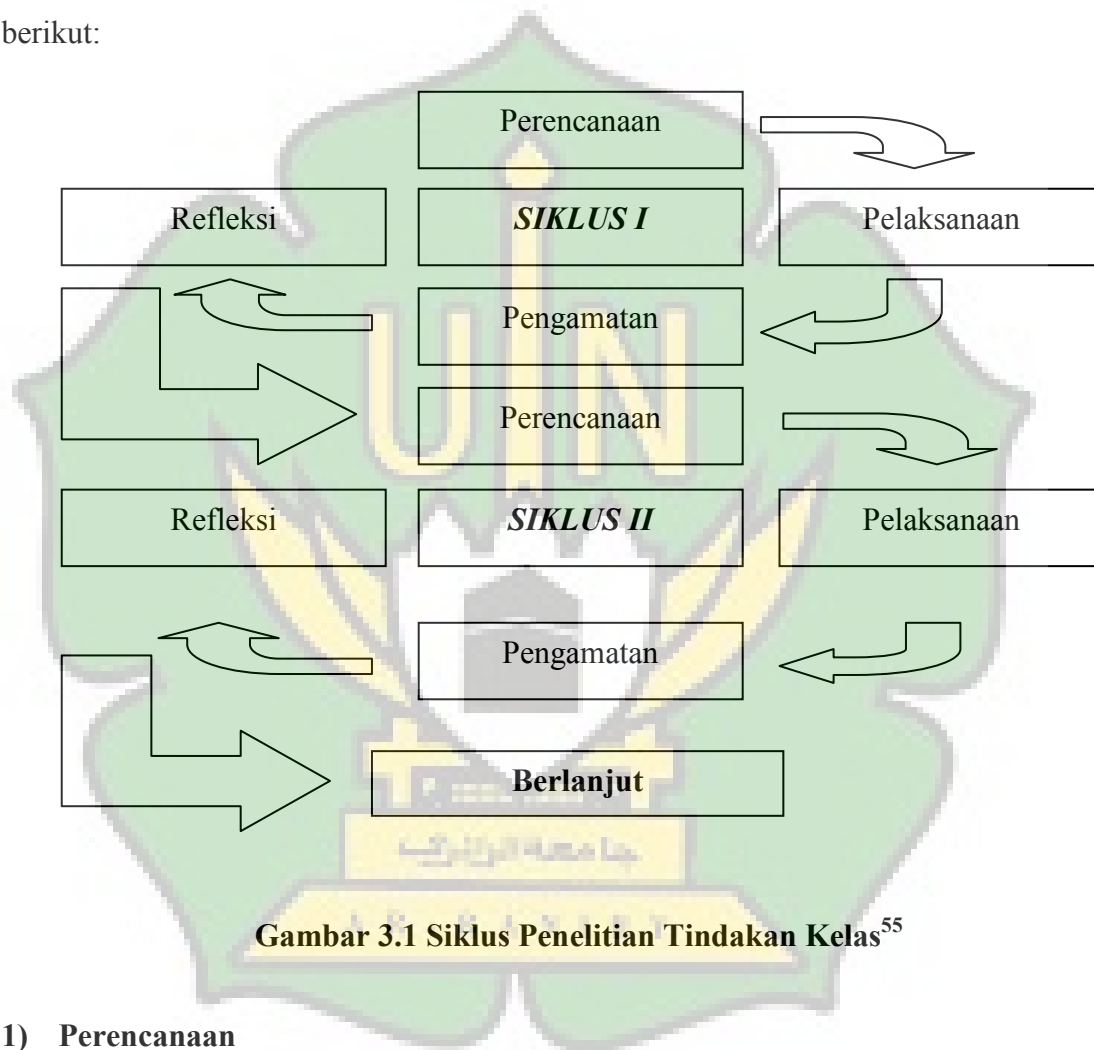 berikut:
Perencanaan
Refleksi SIKLUS I Pelaksanaan
Pengamatan
Perencanaan
Refleksi SIKLUS II Pelaksanaan
Pengamatan
Berlanjut
Gambar 3.1 Siklus Penelitian Tindakan Kelas55
1) Perencanaan
UIN